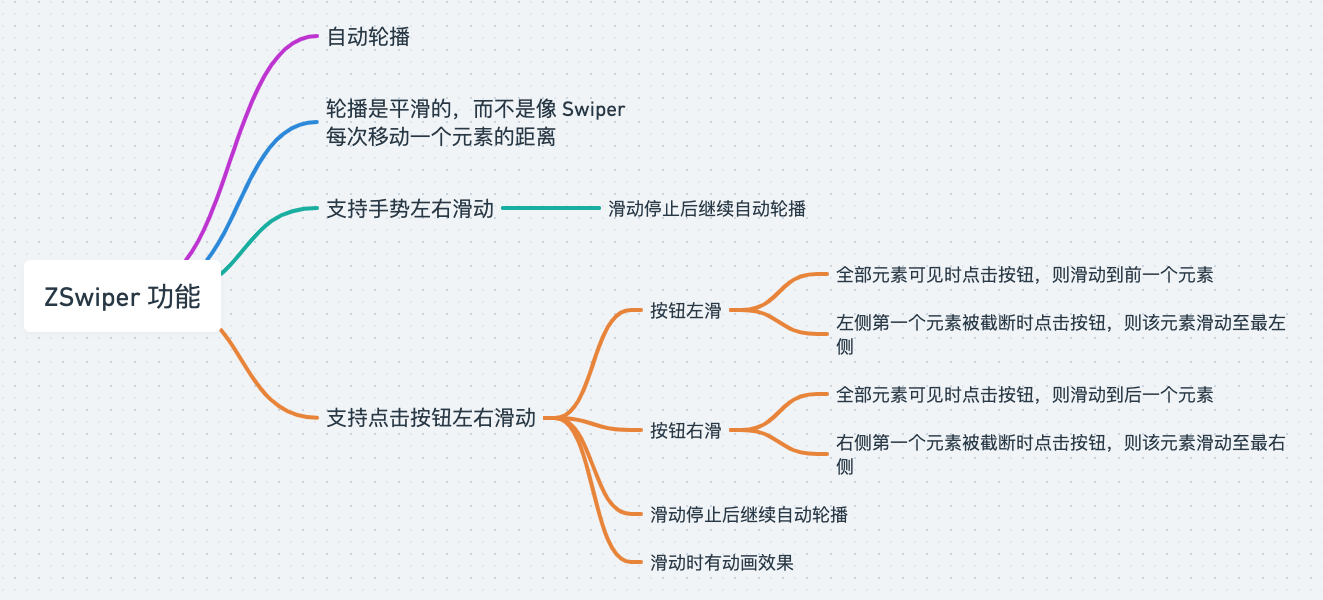 自动轮播
轮播是平滑的，而不是像 Swiper
每次移动一个元素的距离
支持手势左右滑动
滑动停止后继续自动轮播
ZSwiper 功能
支持点击按钮左右滑动
按钮左滑
全部元素可见时点击按钮，则滑动到前一个元素
左侧第一个元素被截断时点击按钮，则该元素滑动至最左
侧
按钮右滑
全部元素可见时点击按钮，则滑动到后一个元素
右侧第一个元素被截断时点击按钮，则该元素滑动至最右
侧
滑动停止后继续自动轮播
滑动时有动画效果